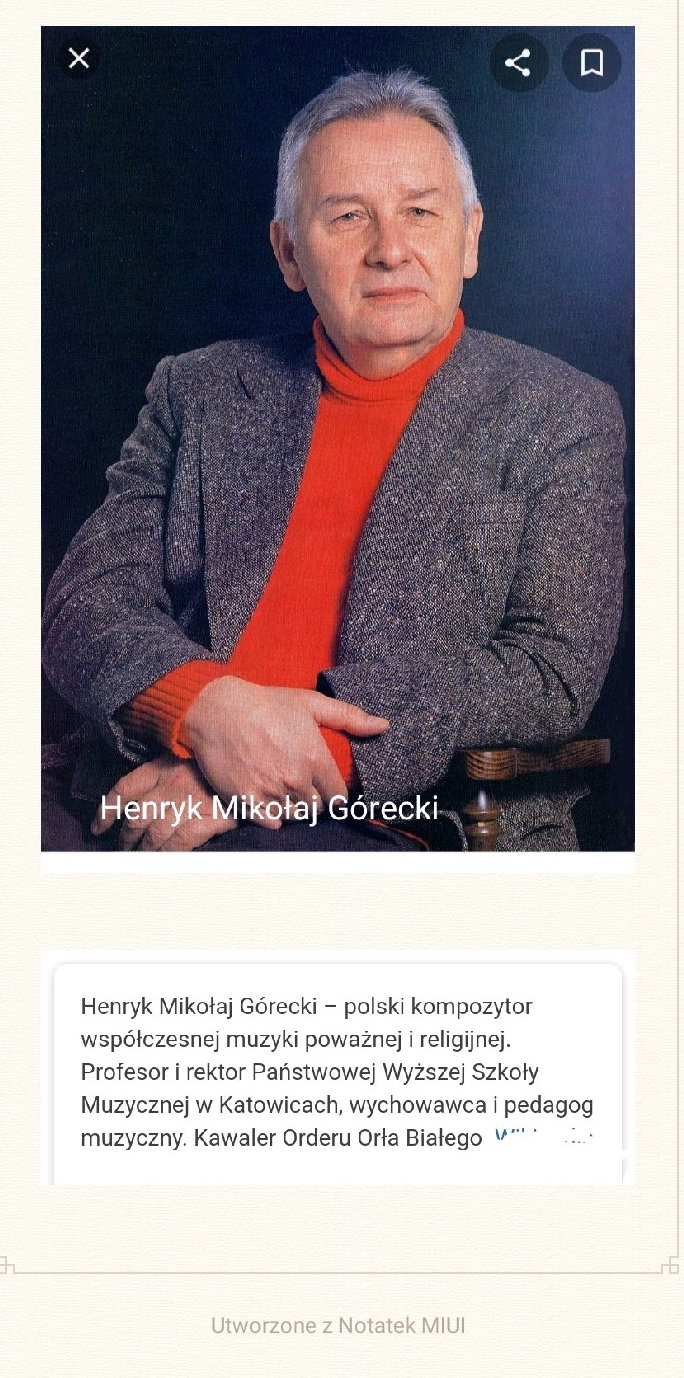 Henryk Mikołaj Górecki
Henryk Mikołaj Górecki – polski kompozytor
współczesnej muzyki poważnej i religijnej.
Profesor i rektor Państwowej Wyższej Szkoły
Muzycznej w Katowicach, wychowawca i pedagog
muzyczny. Kawaler Orderu Orła Białego
Utworzone z Notatek MIUI